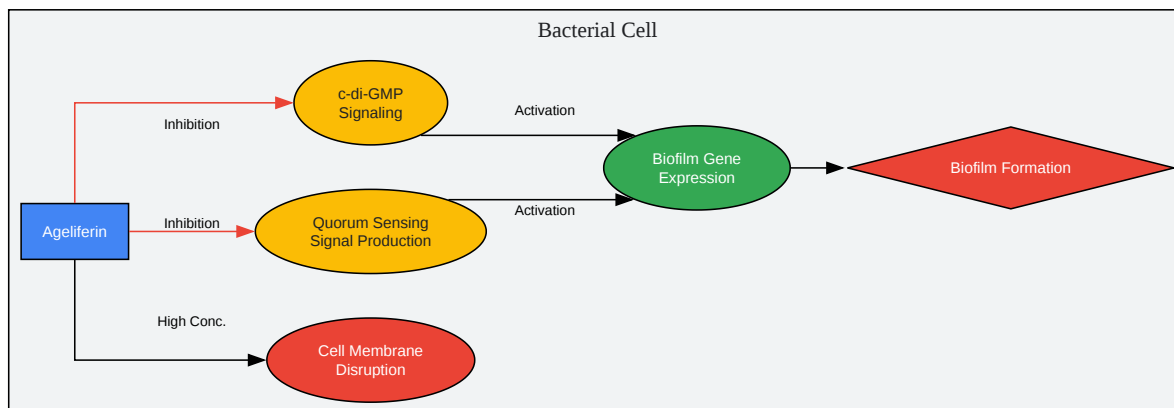 Bacterial Cell
c-di-GMP
Signaling
Inhibition
Activation
Biofilm Gene
Expression
Biofilm Formation
Ageliferin
Inhibition
Quorum Sensing
Signal Production
Activation
High Conc.
Cell Membrane
Disruption